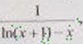 1
ln(x + 1) - x